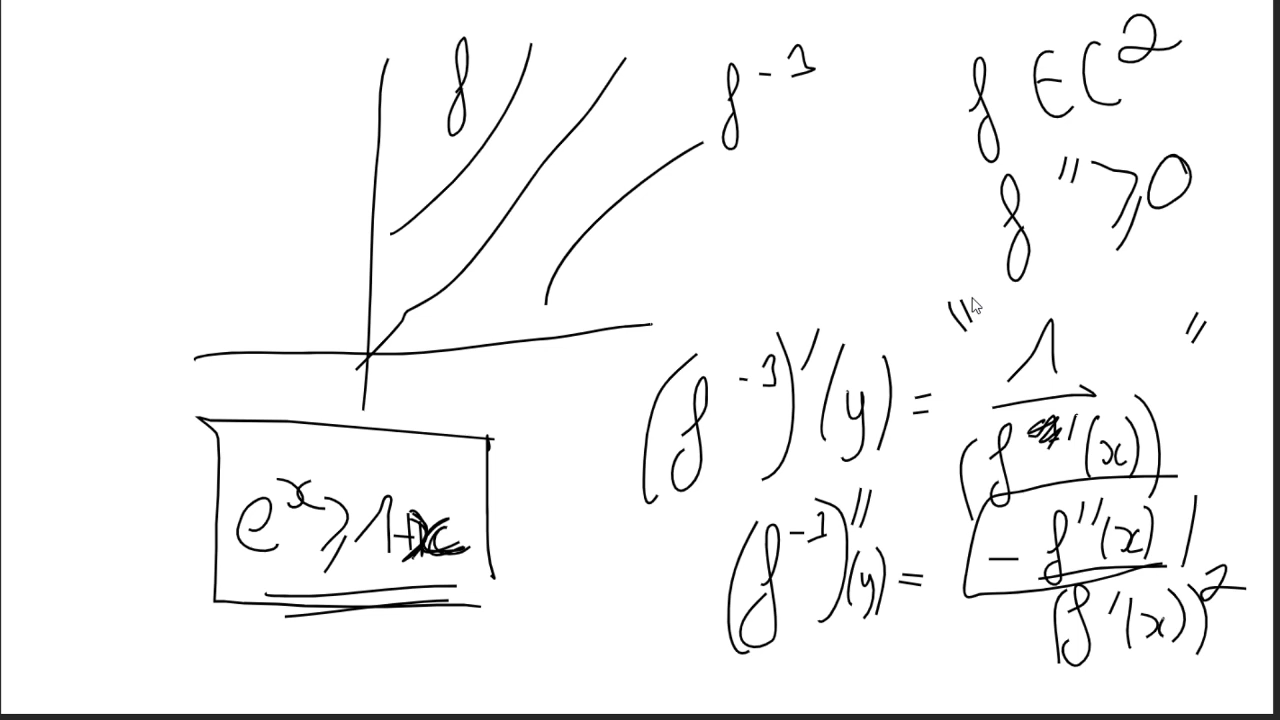 f
f⁻¹
f ∈ C²
f'' ⩾ 0
(f⁻¹)'(y) = " 1 / (f'(x)) "
(f⁻¹)''(y) = - f''(x) / (f'(x))²
eˣ ⩾ 1+x